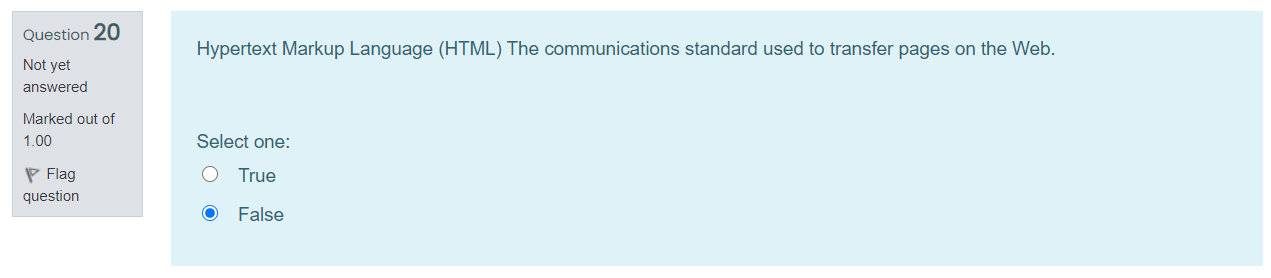 Question 20
Not yet
answered
Marked out of
1.00
Flag
question
Hypertext Markup Language (HTML) The communications standard used to transfer pages on the Web.
Select one:
True
False